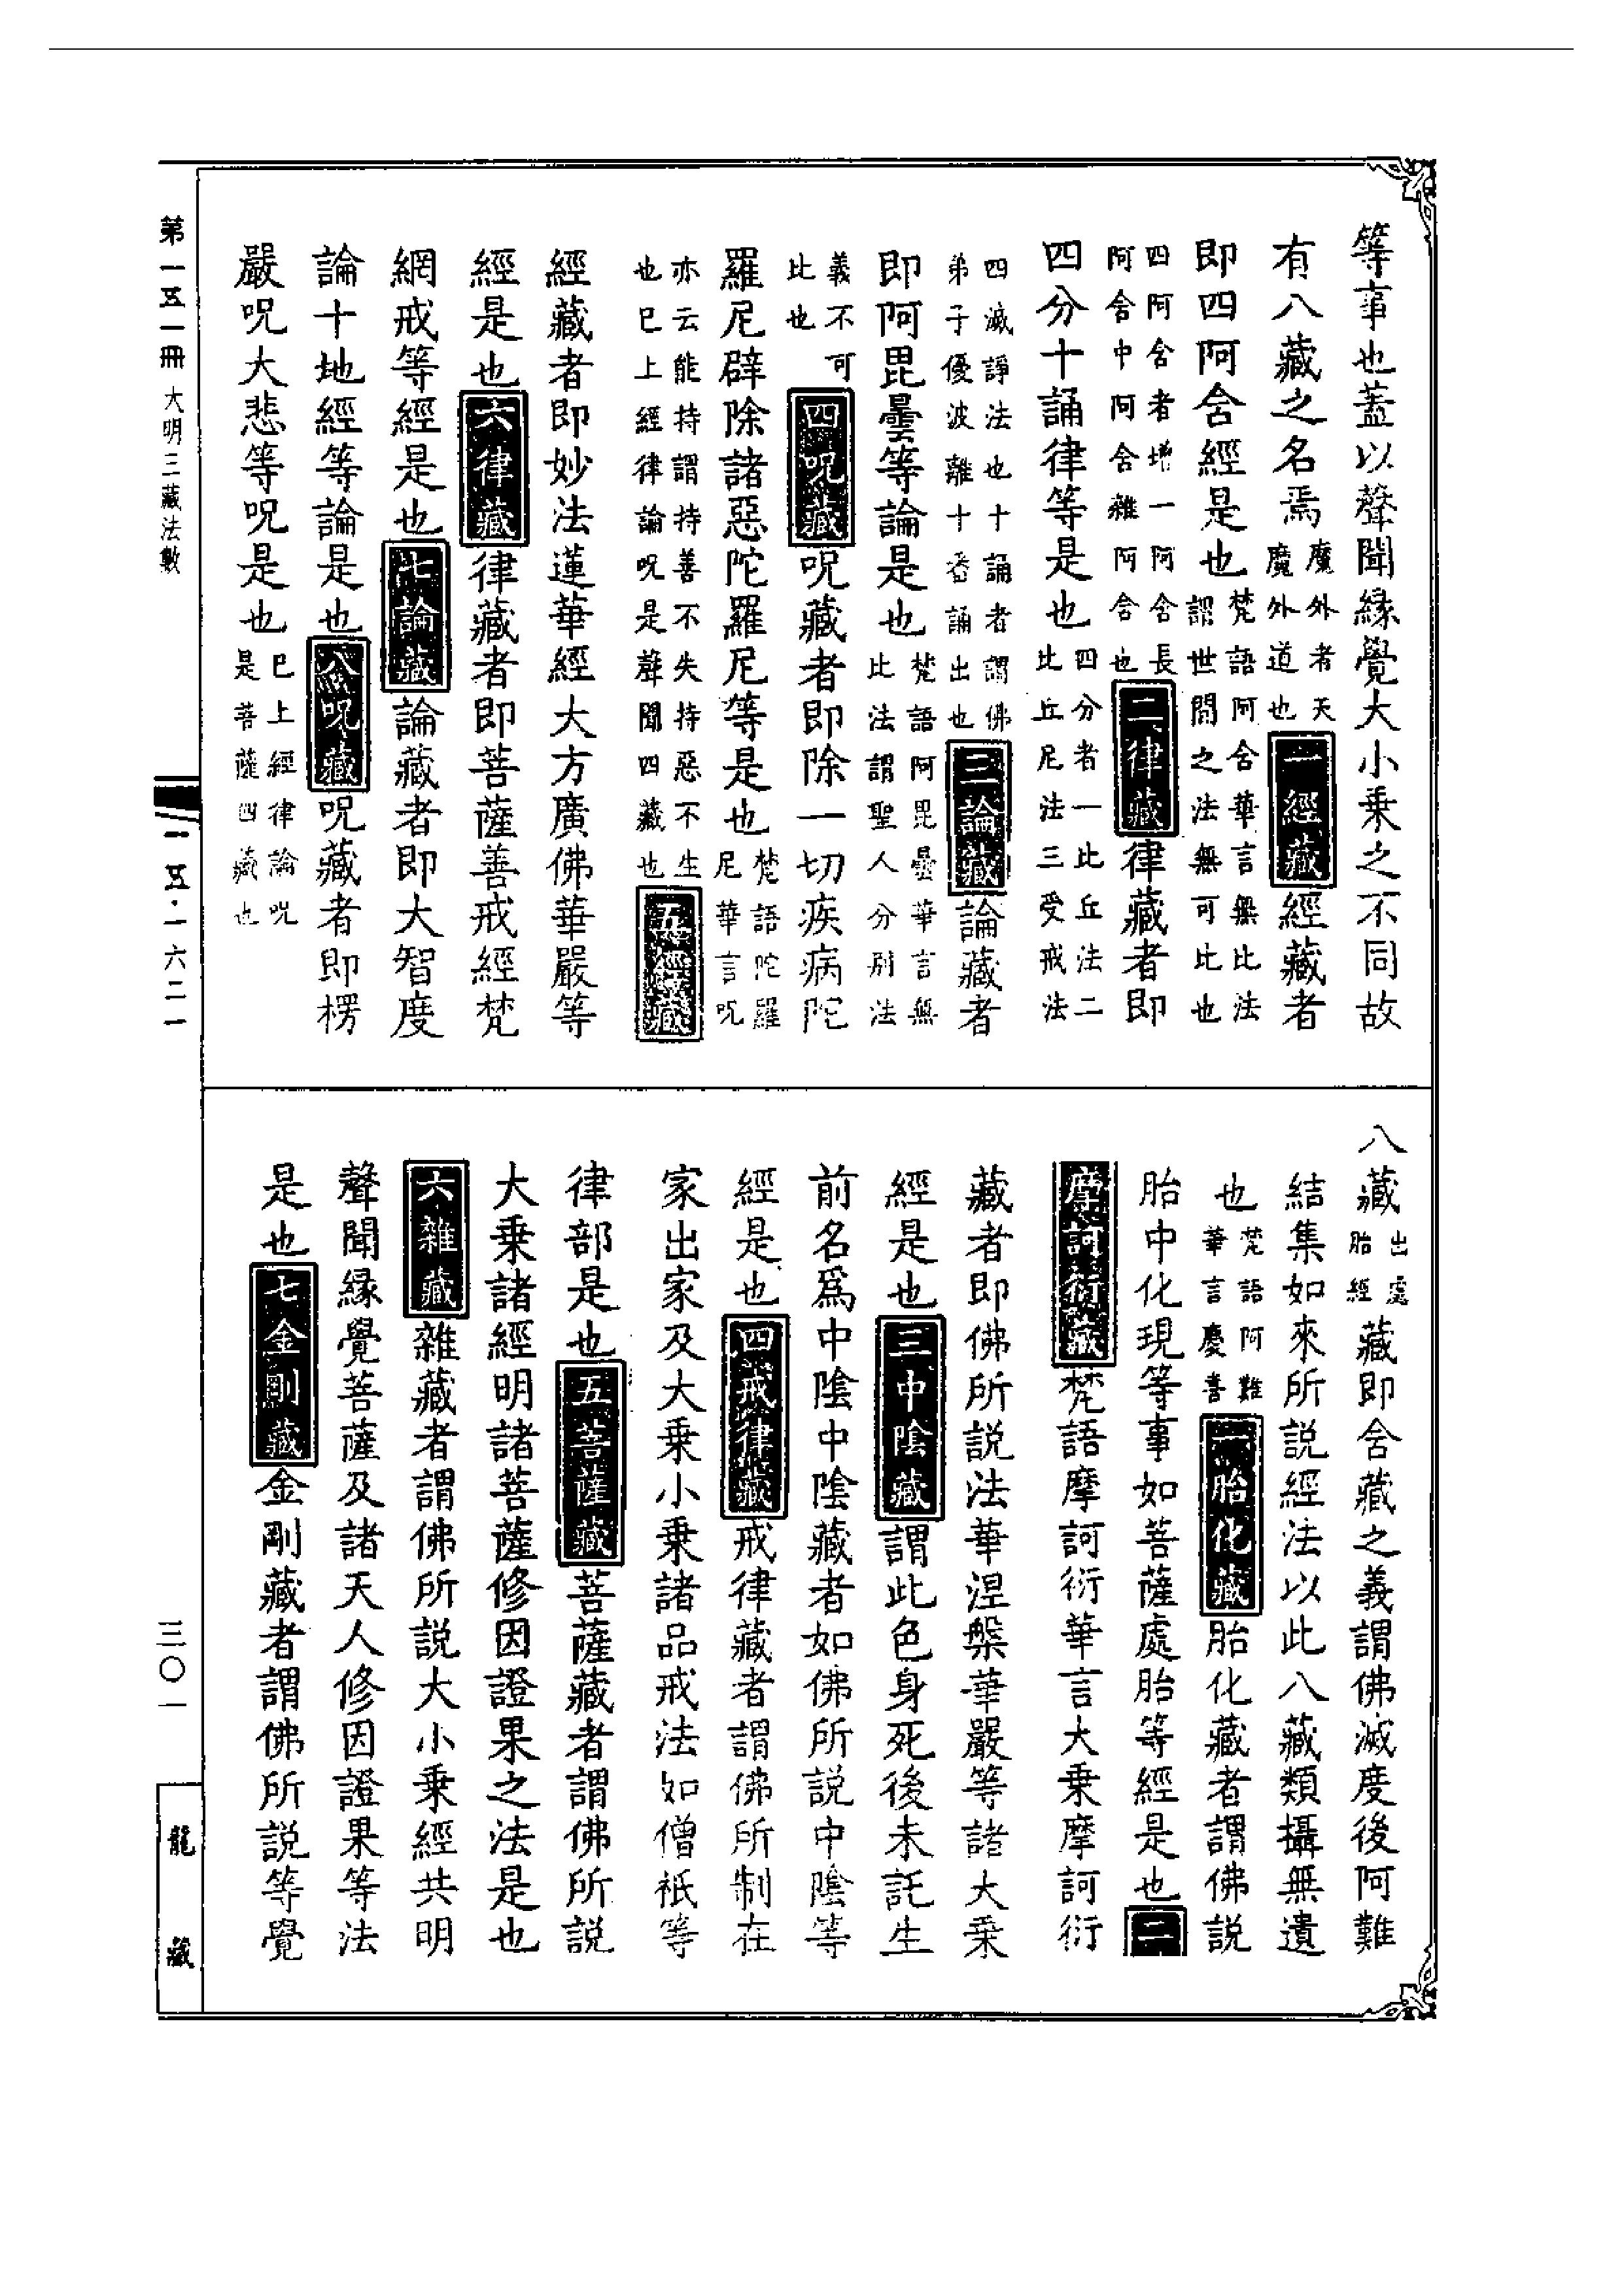 等事也蓋以聲聞緣覺大小乘之不同故
有八藏之名焉魔外者天魔外道也一經藏經藏者
即四阿含經是也梵語阿含華言無比法謂世間之法無可比也
四阿含者增一阿含長阿含中阿含雜阿含也二律藏律藏者即
四分十誦律等是也四分者一比丘法二比丘尼法三受戒法
四滅諍法也十誦者謂佛弟子優波離十番誦出也三論藏論藏者
即阿毘曇等論是也梵語阿毘曇華言無比法謂聖人分別法
義不可比也四呪藏呪藏者即除一切疾病陀
羅尼辟除諸惡陀羅尼等是也梵語陀羅尼華言呪
亦云能持謂持善不失持惡不生也已上經律論呪是聲聞四藏也五經藏
經藏者即妙法蓮華經大方廣佛華嚴等
經是也六律藏律藏者即菩薩善戒經梵
網戒等經是也七論藏論藏者即大智度
論十地經等論是也八呪藏呪藏者即楞
嚴呪大悲等呪是也已上經律論呪是菩薩四藏也
八藏出處胎經藏即含藏之義謂佛滅度後阿難
結集如來所説經法以此八藏類攝無遺
也梵語阿難華言慶喜一胎化藏胎化藏者謂佛説
胎中化現等事如菩薩處胎等經是也二
摩訶衍藏梵語摩訶衍華言大乘摩訶衍
藏者即佛所説法華涅槃華嚴等諸大乘
經是也三中陰藏謂此色身死後未託生
前名爲中陰中陰藏者如佛所説中陰等
經是也四戒律藏戒律藏者謂佛所制在
家出家及大乘小乘諸品戒法如僧祇等
律部是也五菩薩藏菩薩藏者謂佛所説
大乘諸經明諸菩薩修因證果之法是也
六雜藏雜藏者謂佛所説大小乘經共明
聲聞緣覺菩薩及諸天人修因證果等法
是也七金剛藏金剛藏者謂佛所説等覺
第一五一冊 大明三藏法數
一五·一六二一
三〇一
龍藏